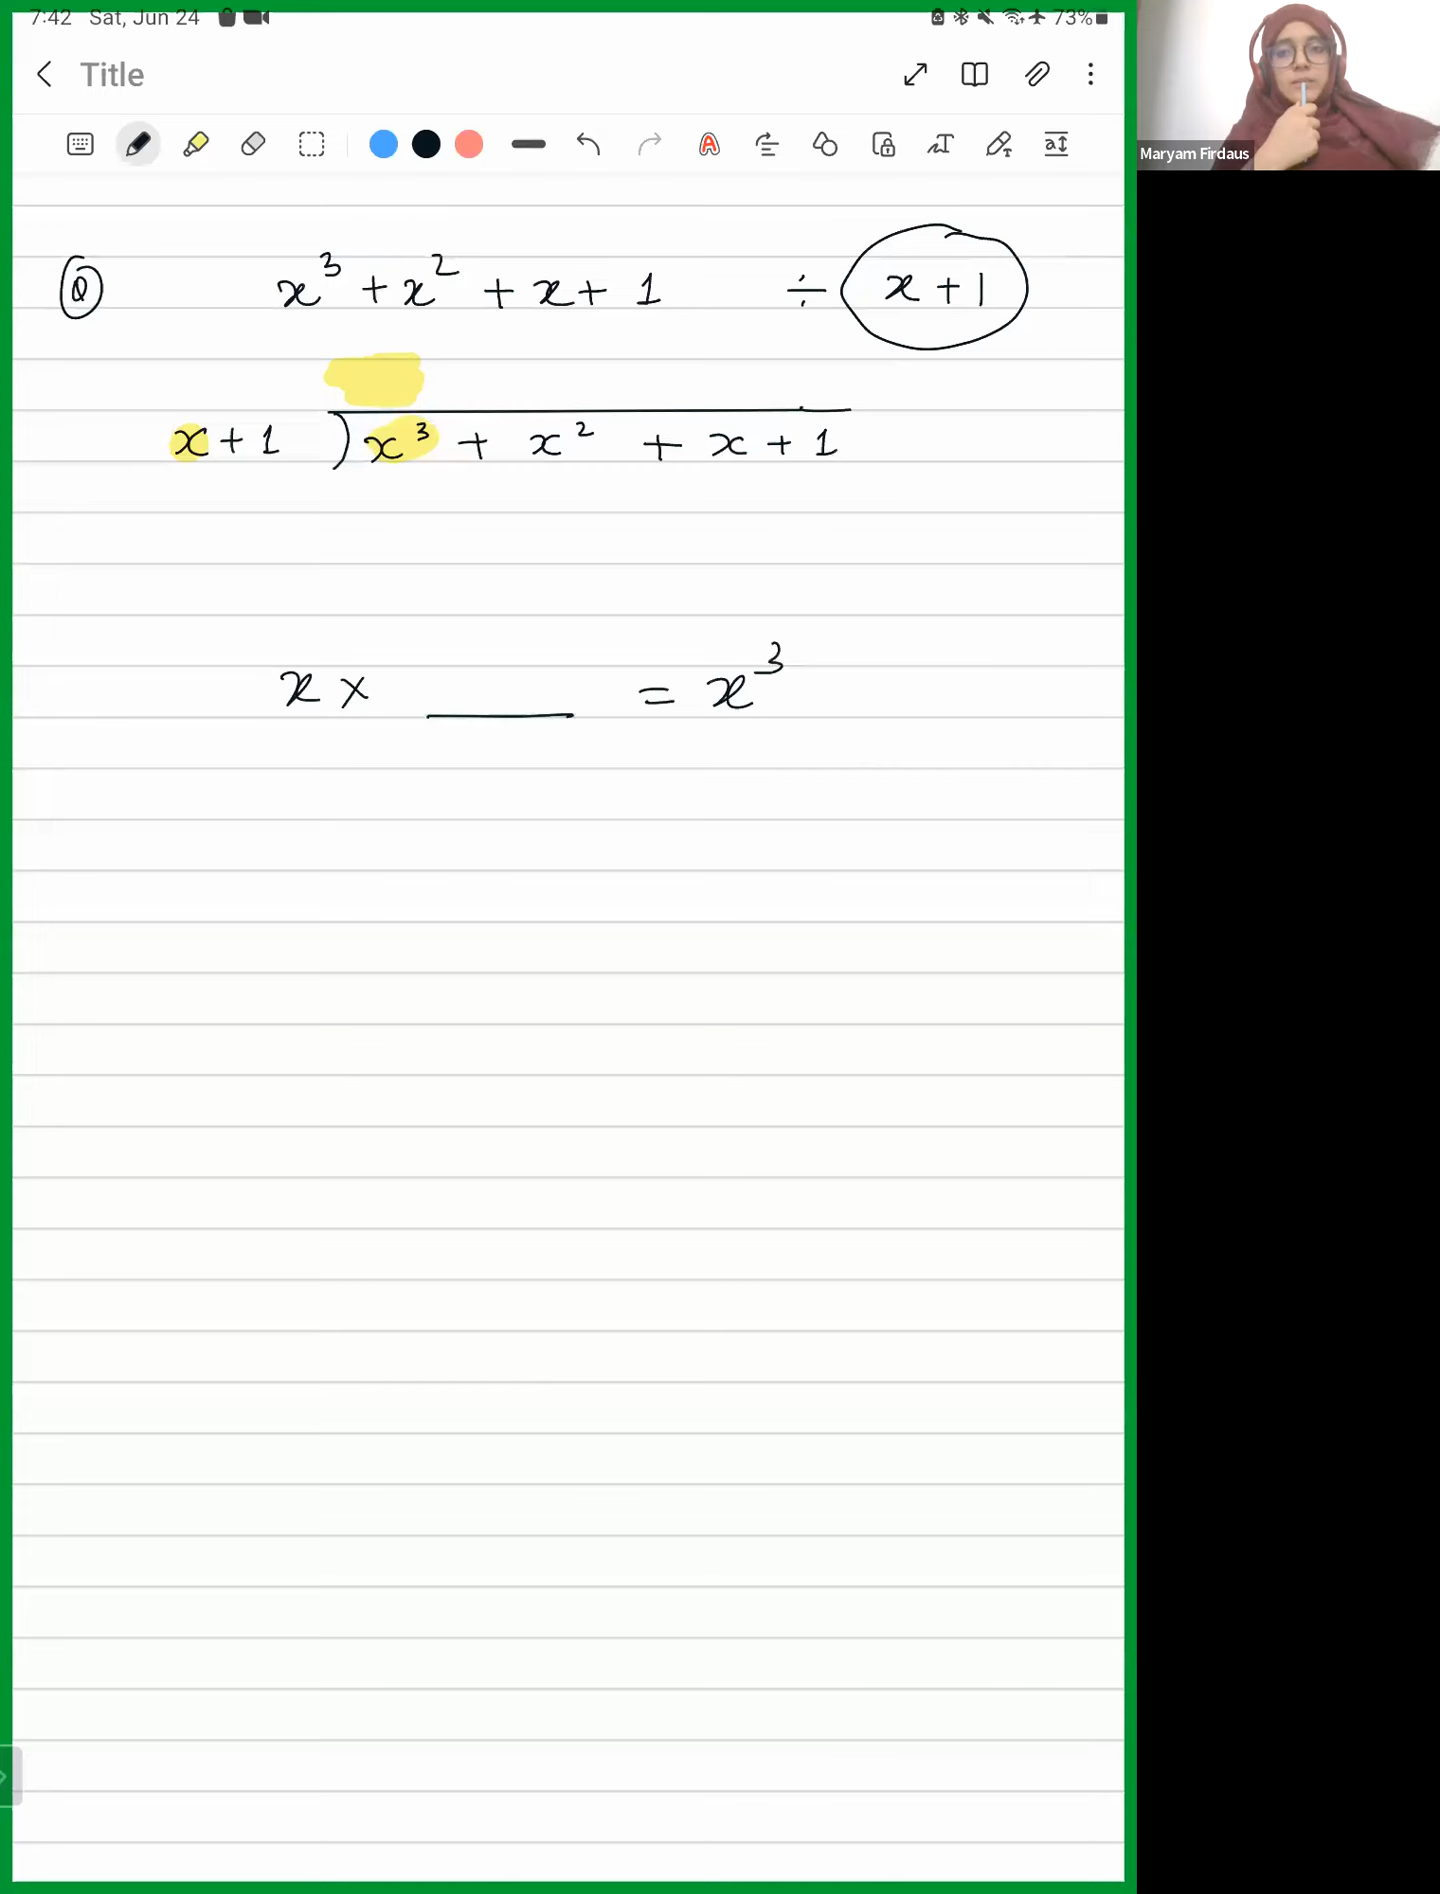 7:42 Sat, Jun 24 73%
Title
Maryam Firdaus
Q x³ + x² + x + 1 ÷ x + 1
x + 1 ) x³ + x² + x + 1
x × ____ = x³